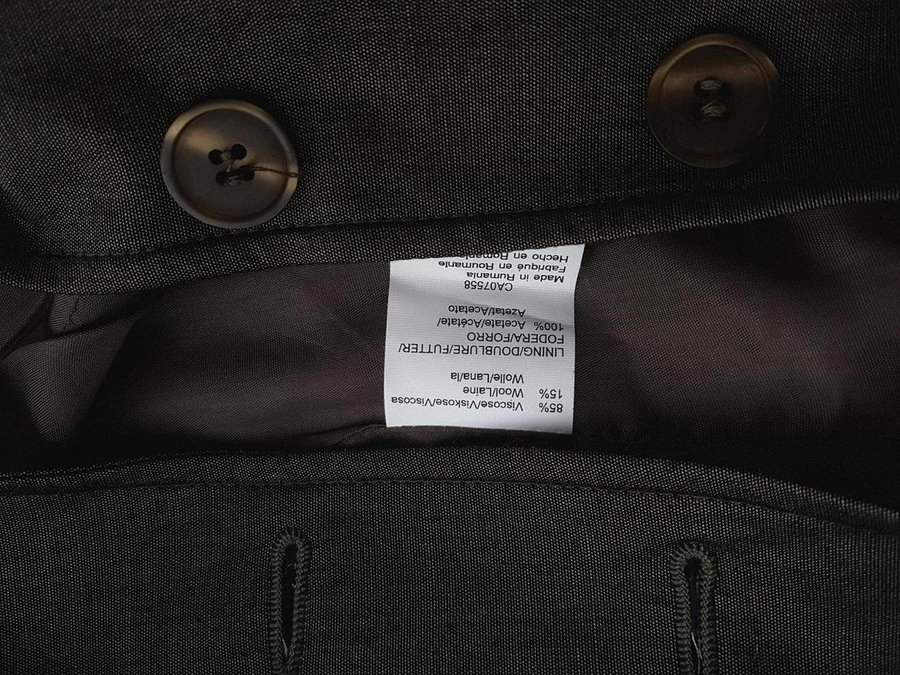 85% Viscose/Viskose/Viscosa
15% Wool/Laine
Wolle/Lana/la
LINING/DOUBLURE/FUTTER/
FODERA/FORRO
100% Acetate/Acétate/
Azetat/Acetato
CA07558
Made in Rumania
Fabriqué en Roumanie
Hecho en Romania